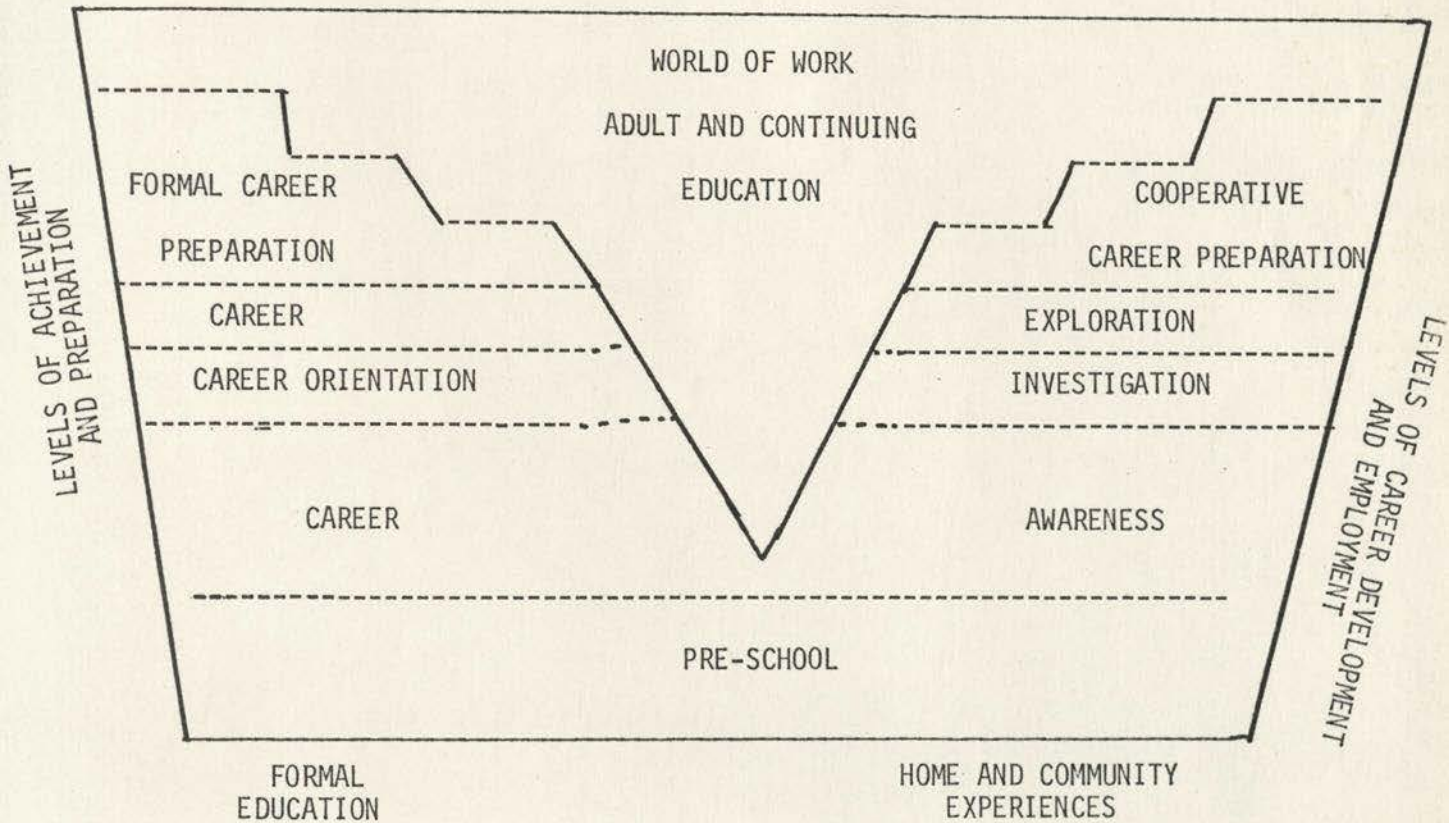 WORLD OF WORK
ADULT AND CONTINUING
EDUCATION
FORMAL CAREER
PREPARATION
COOPERATIVE
CAREER PREPARATION
CAREER
EXPLORATION
CAREER ORIENTATION
INVESTIGATION
CAREER
AWARENESS
PRE-SCHOOL
LEVELS OF ACHIEVEMENT
AND PREPARATION
LEVELS OF CAREER DEVELOPMENT
AND EMPLOYMENT
FORMAL
EDUCATION
HOME AND COMMUNITY
EXPERIENCES